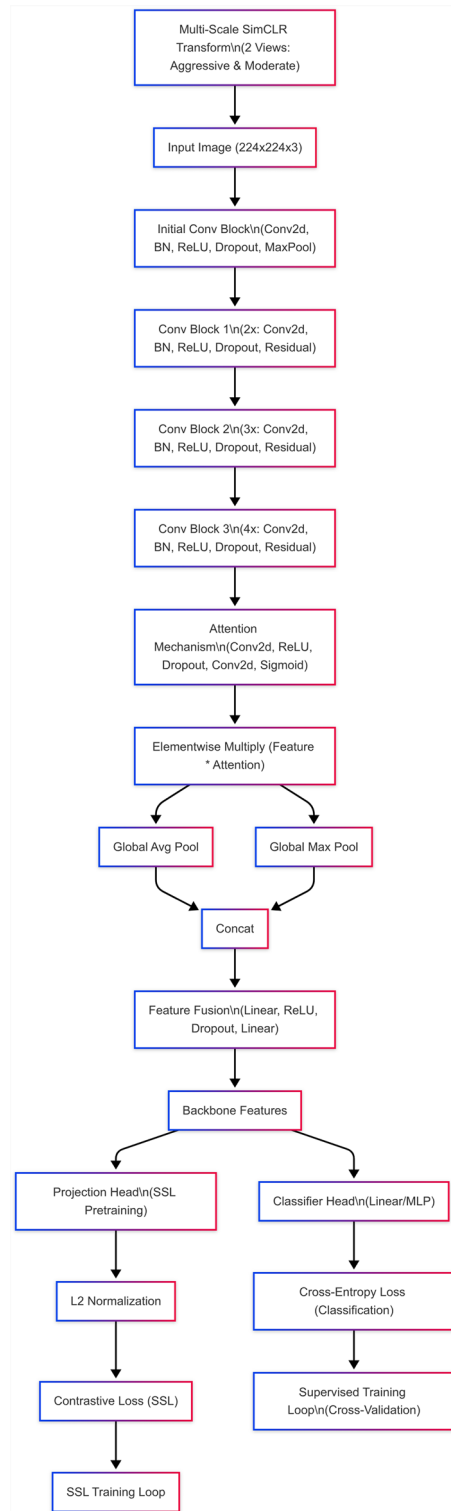 Multi-Scale SimCLR
Transform\n(2 Views:
Aggressive & Moderate)
Input Image (224x224x3)
Initial Conv Block\n(Conv2d,
BN, ReLU, Dropout, MaxPool)
Conv Block 1\n(2x: Conv2d,
BN, ReLU, Dropout, Residual)
Conv Block 2\n(3x: Conv2d,
BN, ReLU, Dropout, Residual)
Conv Block 3\n(4x: Conv2d,
BN, ReLU, Dropout, Residual)
Attention
Mechanism\n(Conv2d, ReLU,
Dropout, Conv2d, Sigmoid)
Elementwise Multiply (Feature
* Attention)
Global Avg Pool
Global Max Pool
Concat
Feature Fusion\n(Linear, ReLU,
Dropout, Linear)
Backbone Features
Projection Head\n(SSL
Pretraining)
Classifier Head\n(Linear/MLP)
L2 Normalization
Cross-Entropy Loss
(Classification)
Contrastive Loss (SSL)
Supervised Training
Loop\n(Cross-Validation)
SSL Training Loop